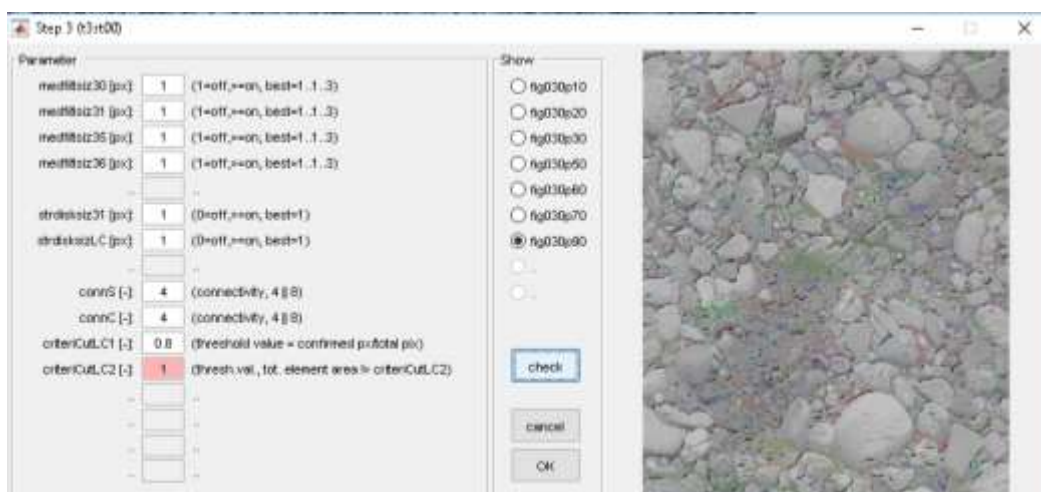 Step 3 (t3rt00)
Parameter
medfiltsiz30 [px]: 1 (1=off,>=on, best=1..1..3)
medfiltsiz31 [px]: 1 (1=off,>=on, best=1..1..3)
medfiltsiz35 [px]: 1 (1=off,>=on, best=1..1..3)
medfiltsiz36 [px]: 1 (1=off,>=on, best=1..1..3)
strdisksiz31 [px]: 1 (0=off,>=on, best=1)
strdisksizLC [px]: 1 (0=off,>=on, best=1)
connS [-]: 4 (connectivity, 4 || 8)
connC [-]: 4 (connectivity, 4 || 8)
criteriCutLC1 [-]: 0.8 (threshold value = confirmed px/total pix)
criteriCutLC2 [-]: 1 (thresh.val., tot. element area != criteriCutLC2)
Show
fig030p10
fig030p20
fig030p30
fig030p50
fig030p60
fig030p70
fig030p90
check
cancel
OK